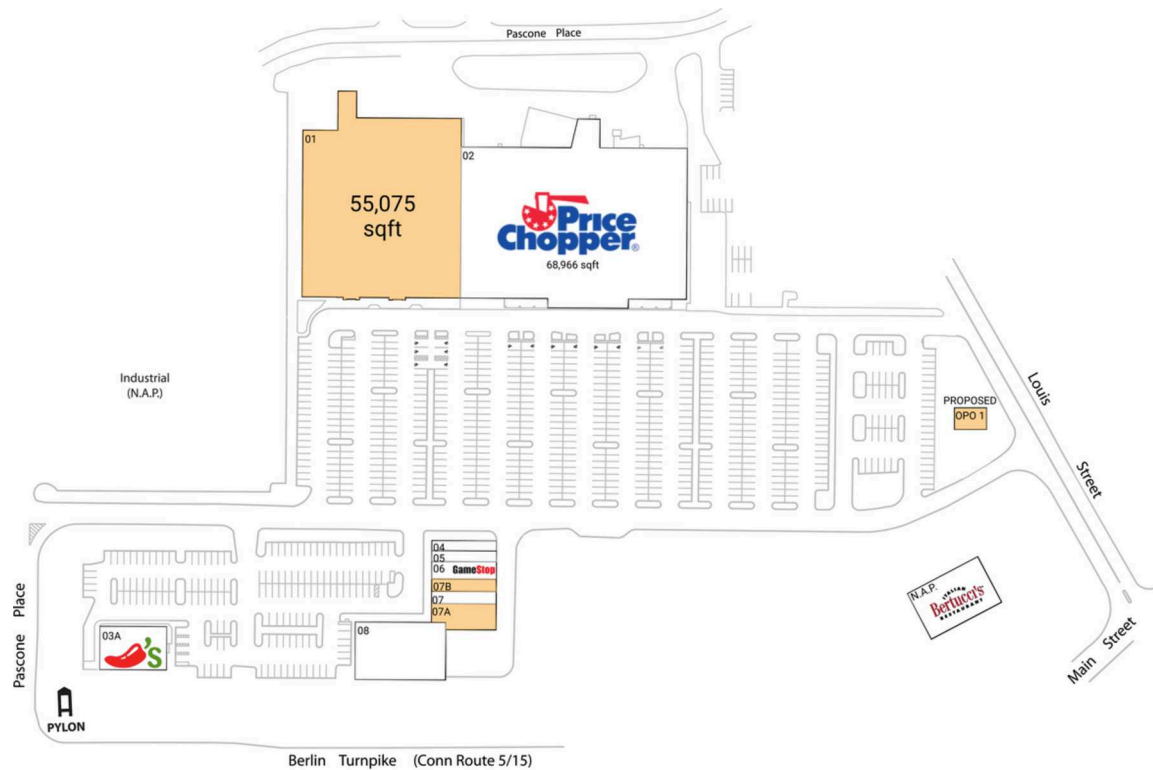 Pascone Place
01
02
55,075
sqft
Price
Chopper®
68,966 sqft
Industrial
(N.A.P.)
Louis Street
PROPOSED
OPO 1
04
05
06 GameStop
07B
07
07A
08
03A
'S
N.A.P.
ITALIAN
Bertucci's
RESTAURANT
Main Street
Pascone Place
PYLON
Berlin Turnpike (Conn Route 5/15)